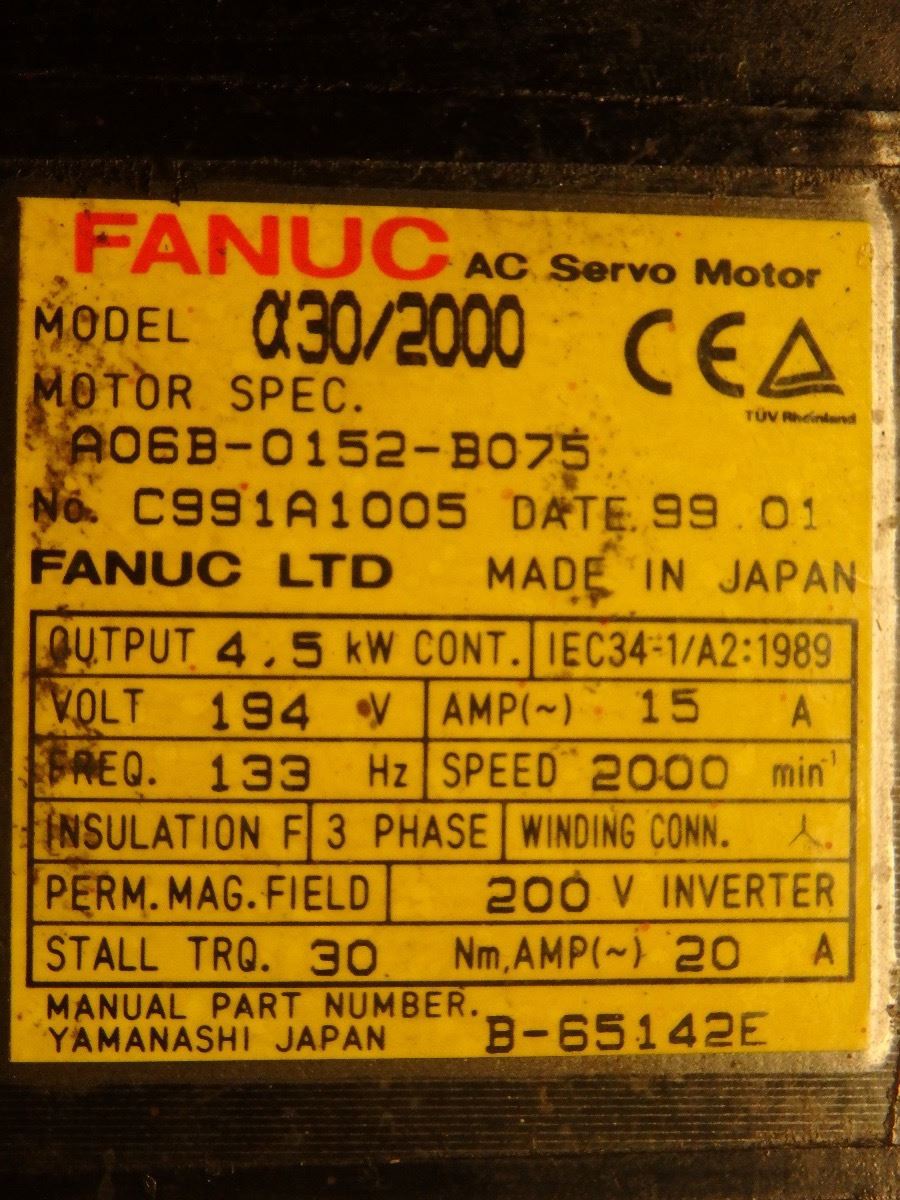 FANUC AC Servo Motor
MODEL α30/2000
CE
TÜV Rheinland
MOTOR SPEC.
A06B-0152-B075
No. C991A1005 DATE 99.01
FANUC LTD MADE IN JAPAN
OUTPUT 4.5 kW CONT. IEC34-1/A2:1989
VOLT 194 V AMP(~) 15 A
FREQ. 133 Hz SPEED 2000 min⁻¹
INSULATION F 3 PHASE WINDING CONN.
PERM.MAG.FIELD 200 V INVERTER
STALL TRQ. 30 Nm,AMP(~) 20 A
MANUAL PART NUMBER.
YAMANASHI JAPAN B-65142E